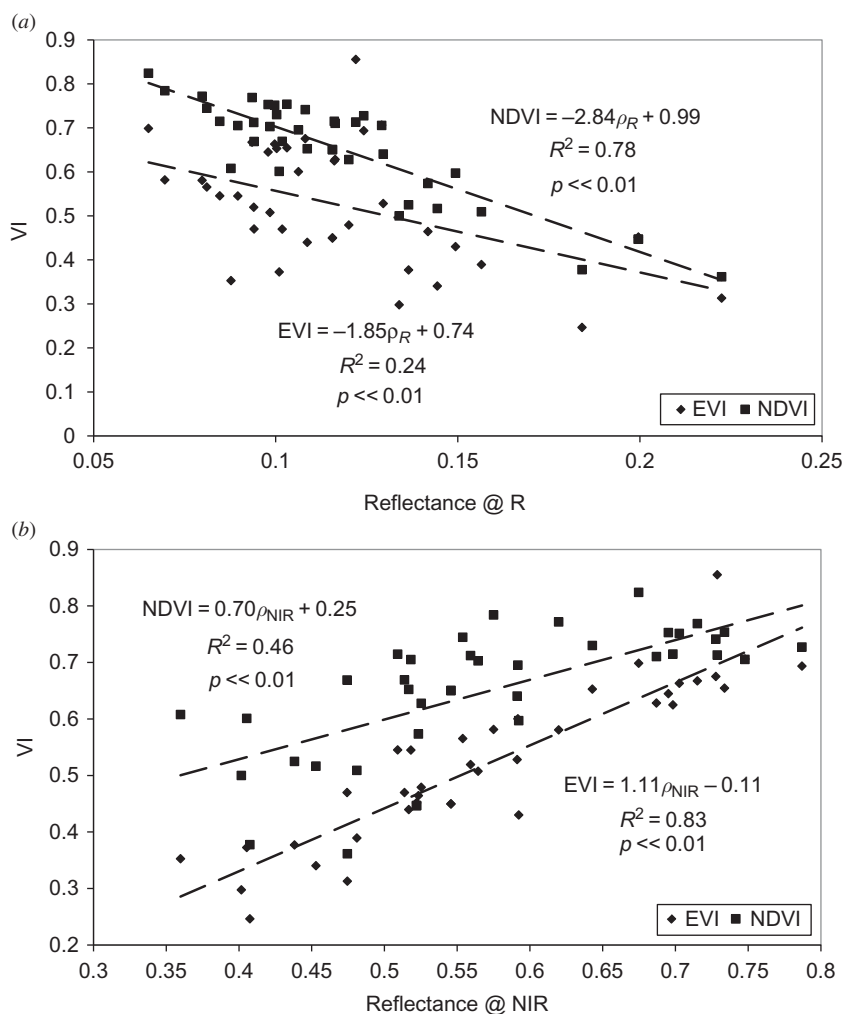 (a)
0.9
0.8
0.7
0.6
0.5
0.4
0.3
0.2
0.1
0
VI
NDVI = –2.84ρR + 0.99
R2 = 0.78
p << 0.01
EVI = –1.85ρR + 0.74
R2 = 0.24
p << 0.01
EVI NDVI
0.05 0.1 0.15 0.2 0.25
Reflectance @ R
(b)
0.9
0.8
0.7
0.6
0.5
0.4
0.3
0.2
VI
NDVI = 0.70ρNIR + 0.25
R2 = 0.46
p << 0.01
EVI = 1.11ρNIR – 0.11
R2 = 0.83
p << 0.01
EVI NDVI
0.3 0.35 0.4 0.45 0.5 0.55 0.6 0.65 0.7 0.75 0.8
Reflectance @ NIR